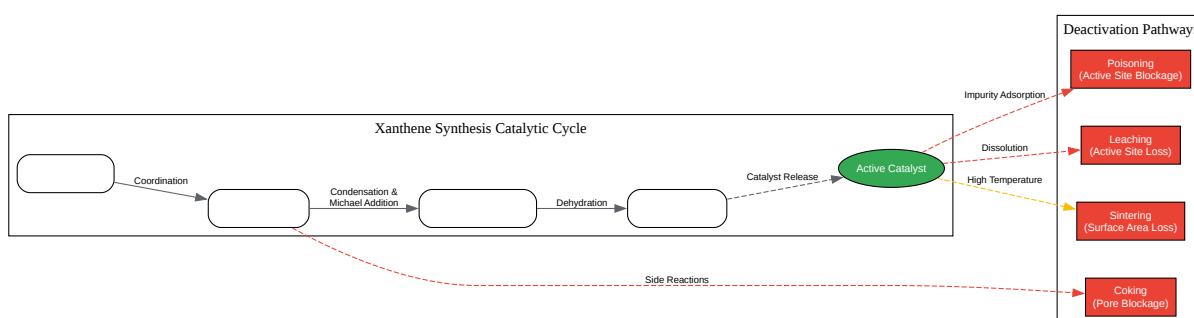 Xanthene Synthesis Catalytic Cycle
Coordination
Condensation &
Michael Addition
Dehydration
Catalyst Release
Active Catalyst
Impurity Adsorption
Dissolution
High Temperature
Side Reactions
Deactivation Pathways
Poisoning
(Active Site Blockage)
Leaching
(Active Site Loss)
Sintering
(Surface Area Loss)
Coking
(Pore Blockage)